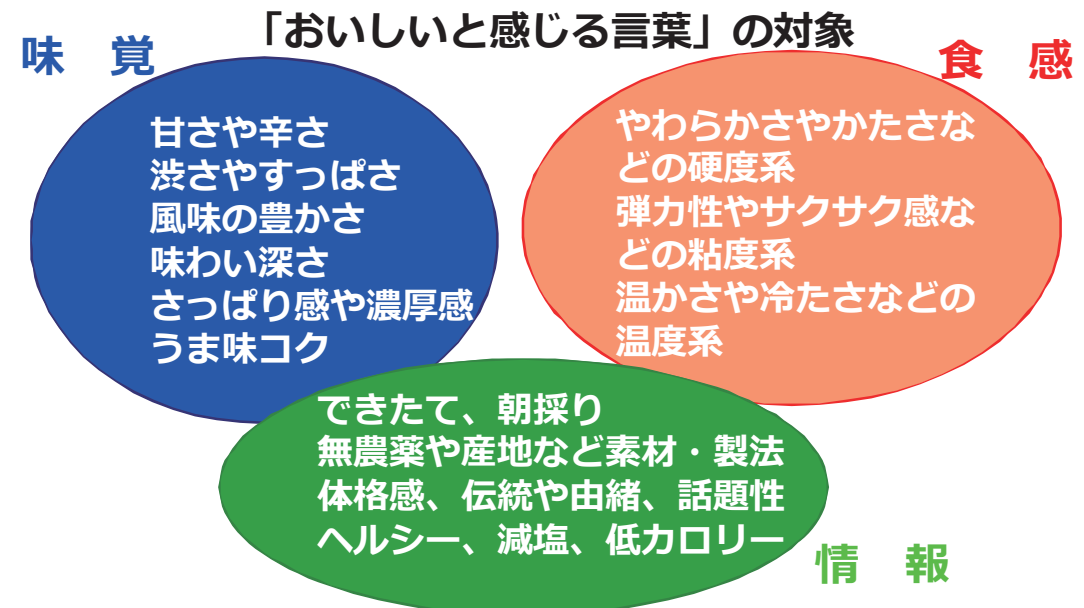 「おいしいと感じる言葉」の対象
味　覚
甘さや辛さ
渋さやすっぱさ
風味の豊かさ
味わい深さ
さっぱり感や濃厚感
うま味コク
食　感
やわらかさやかたさな
どの硬度系
弾力性やサクサク感な
どの粘度系
温かさや冷たさなどの
温度系
できたて、朝採り
無農薬や産地など素材・製法
体格感、伝統や由緒、話題性
ヘルシー、減塩、低カロリー
情　報